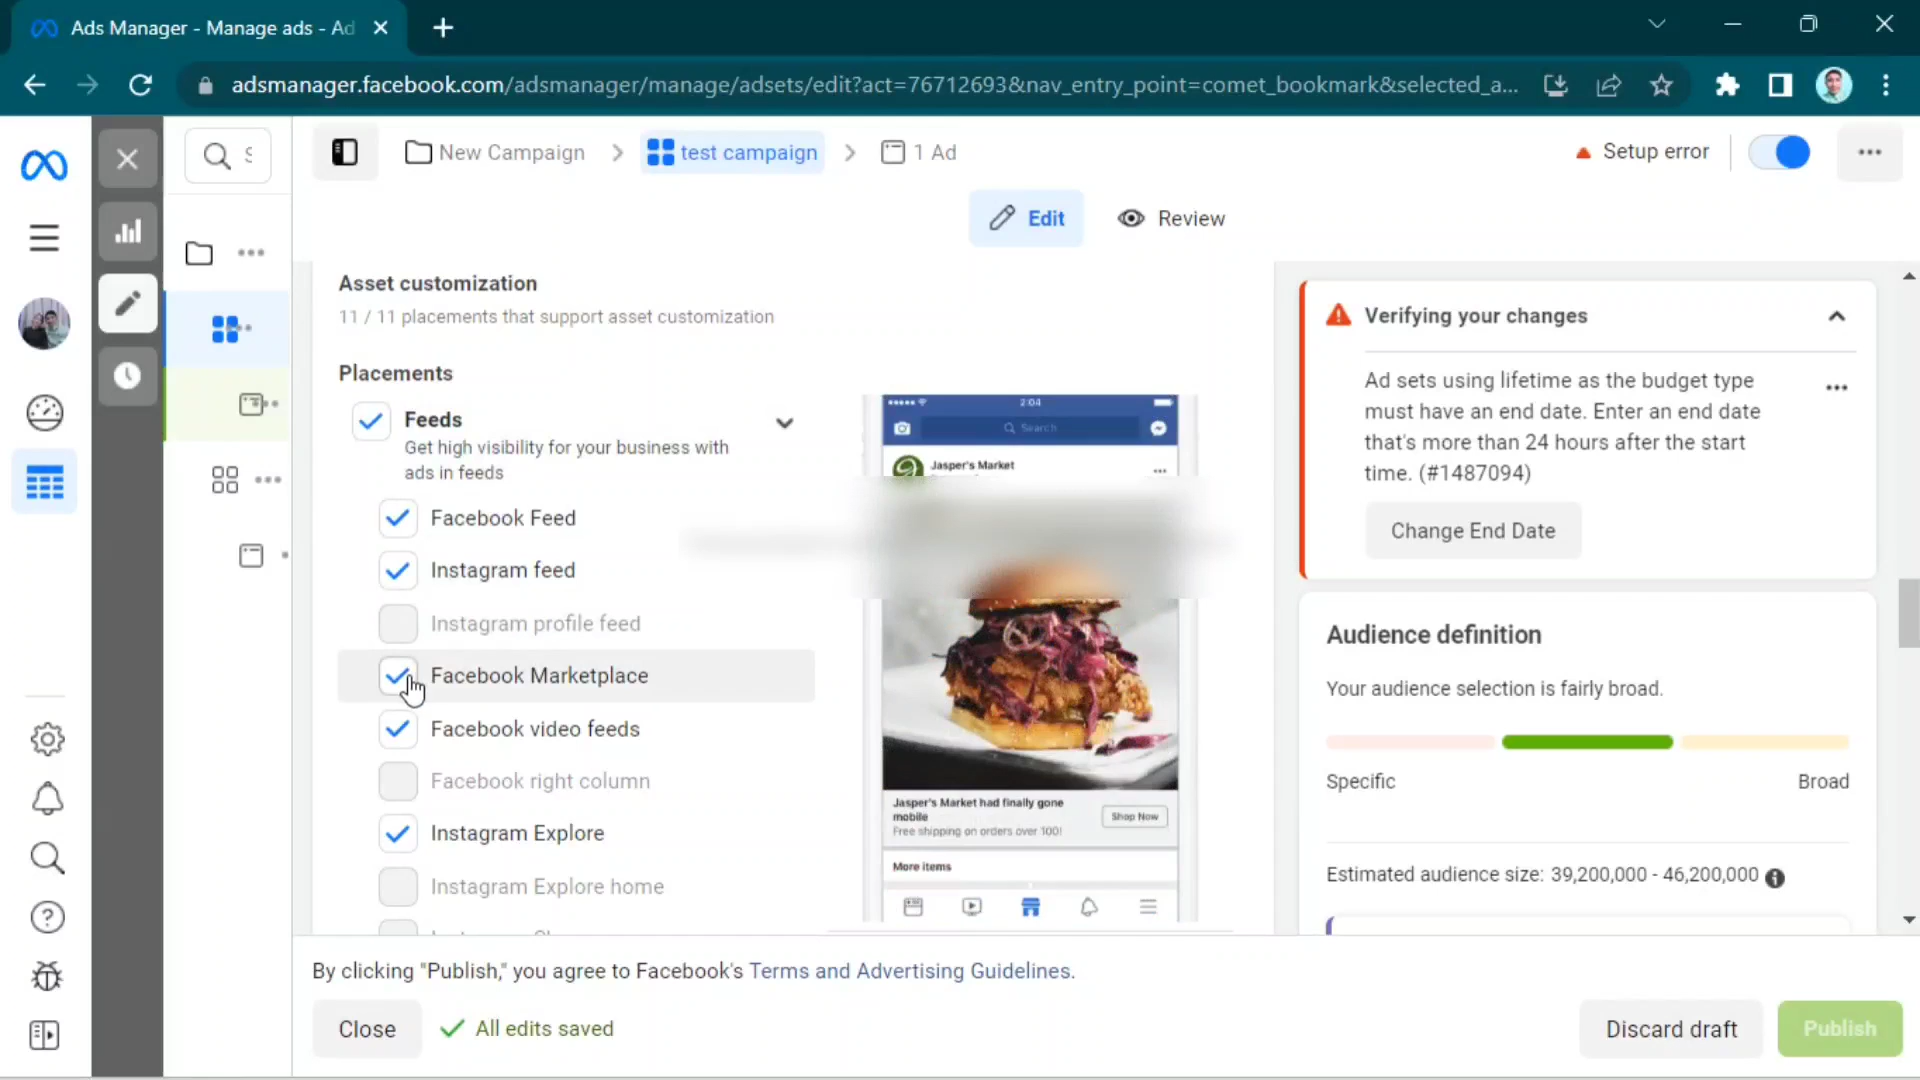 Ads Manager - Manage ads - Ad
adsmanager.facebook.com/adsmanager/manage/adsets/edit?act=76712693&nav_entry_point=comet_bookmark&selected_a...
S
New Campaign
test campaign
1 Ad
Setup error
Edit
Review
Asset customization
11 / 11 placements that support asset customization
Placements
Feeds
Get high visibility for your business with
ads in feeds
Facebook Feed
Instagram feed
Instagram profile feed
Facebook Marketplace
Facebook video feeds
Facebook right column
Instagram Explore
Instagram Explore home
2:04
Search
Jasper's Market
Jasper's Market had finally gone
mobile
Free shipping on orders over 100!
Shop Now
More items
Verifying your changes
Ad sets using lifetime as the budget type
must have an end date. Enter an end date
that's more than 24 hours after the start
time. (#1487094)
Change End Date
Audience definition
Your audience selection is fairly broad.
Specific
Broad
Estimated audience size: 39,200,000 - 46,200,000
By clicking "Publish," you agree to Facebook's Terms and Advertising Guidelines.
Close
All edits saved
Discard draft
Publish